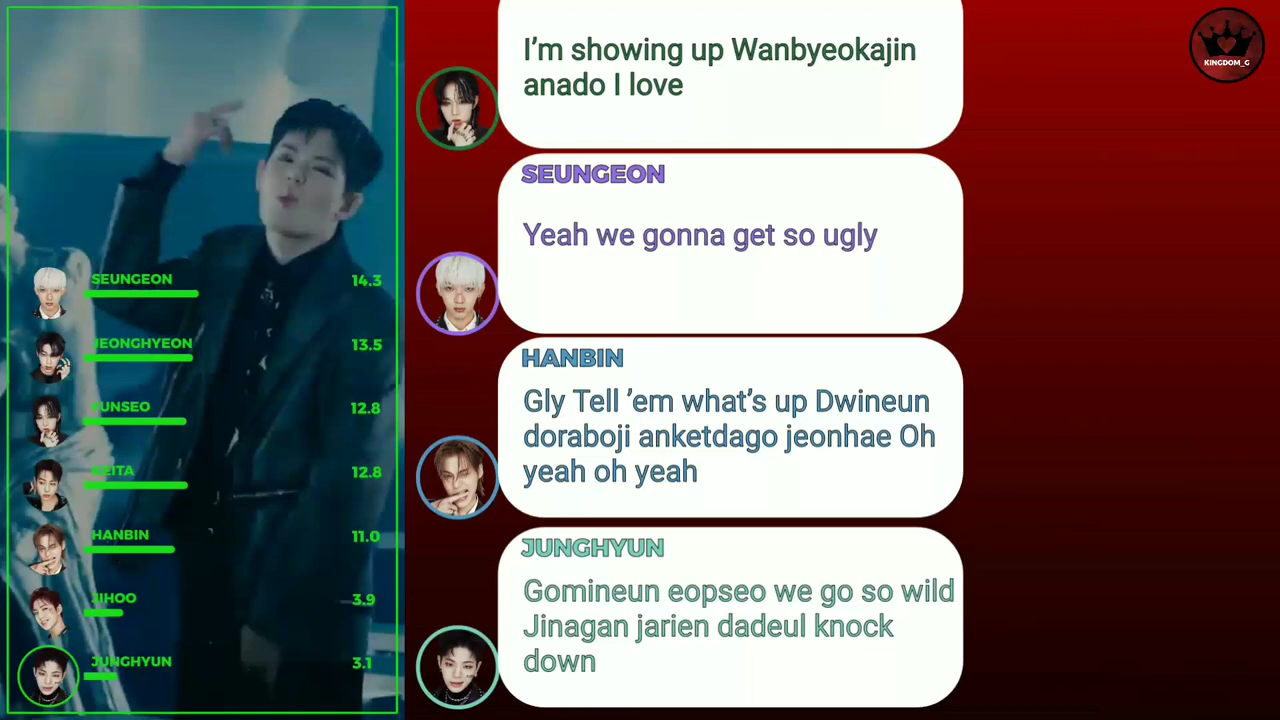 SEUNGEON 14.3
JEONGHYEON 13.5
JUNSEO 12.8
KEITA 12.8
HANBIN 11.0
JIHOO 3.9
JUNGHYUN 3.1
I’m showing up Wanbyeokajin
anado I love
SEUNGEON
Yeah we gonna get so ugly
HANBIN
Gly Tell ’em what’s up Dwineun
doraboji anketdago jeonhae Oh
yeah oh yeah
JUNGHYUN
Gomineun eopseo we go so wild
Jinagan jarien dadeul knock
down
KINGDOM_G